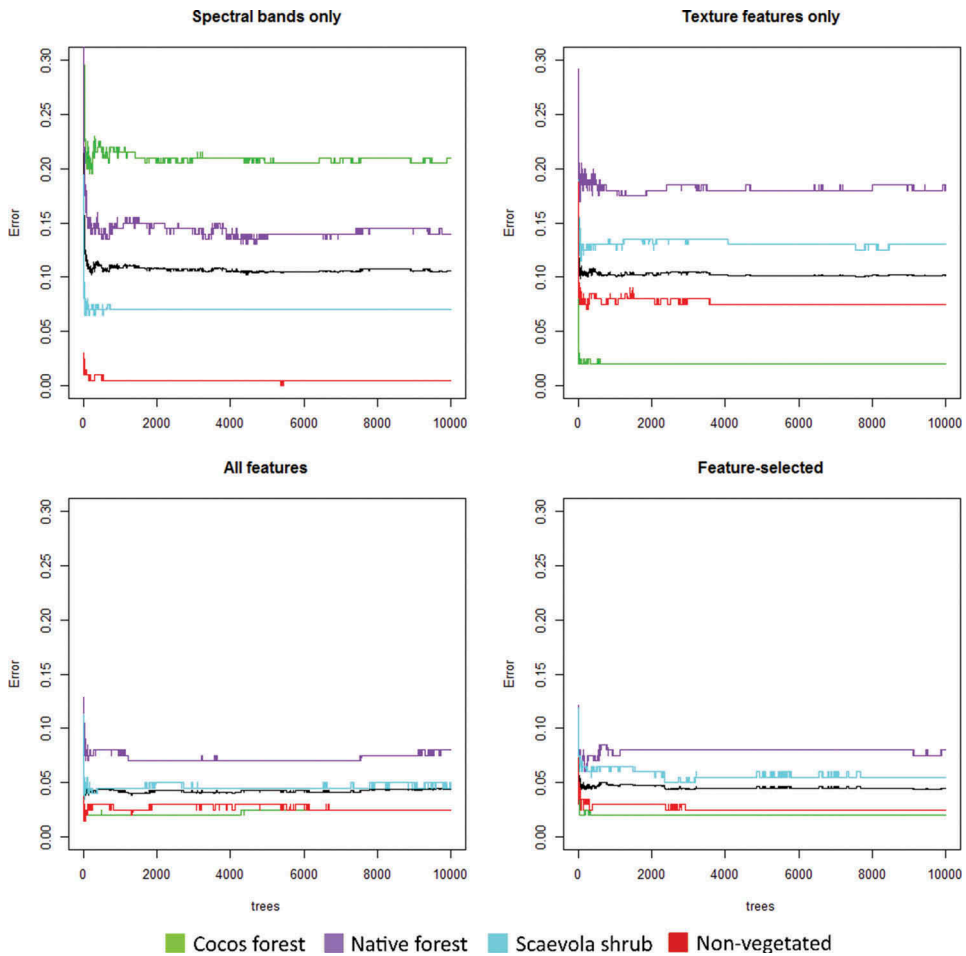 Spectral bands only
Texture features only
Error
0.00 0.05 0.10 0.15 0.20 0.25 0.30
0 2000 4000 6000 8000 10000
Error
0.00 0.05 0.10 0.15 0.20 0.25 0.30
0 2000 4000 6000 8000 10000
All features
Feature-selected
Error
0.00 0.05 0.10 0.15 0.20 0.25 0.30
0 2000 4000 6000 8000 10000
trees
Error
0.00 0.05 0.10 0.15 0.20 0.25 0.30
0 2000 4000 6000 8000 10000
trees
Cocos forest Native forest Scaevola shrub Non-vegetated